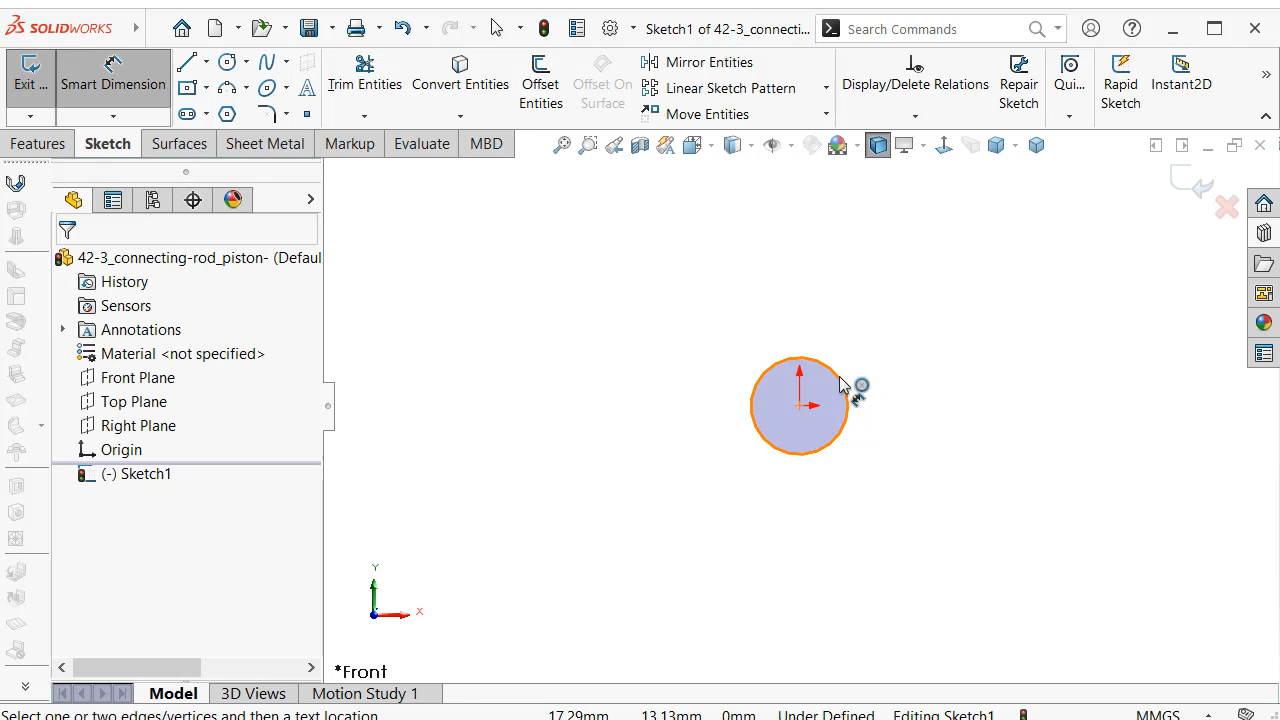 SOLIDWORKS
Sketch1 of 42-3_connecti...
Search Commands
Exit ...
Smart Dimension
Trim Entities
Convert Entities
Offset Entities
Offset On Surface
Mirror Entities
Linear Sketch Pattern
Move Entities
Display/Delete Relations
Repair Sketch
Qui...
Rapid Sketch
Instant2D
Features
Sketch
Surfaces
Sheet Metal
Markup
Evaluate
MBD
42-3_connecting-rod_piston- (Defaul
History
Sensors
Annotations
Material <not specified>
Front Plane
Top Plane
Right Plane
Origin
(-) Sketch1
Y
X
*Front
Model
3D Views
Motion Study 1
Select one or two edges/vertices and then a text location
17.29mm
13.13mm
0mm
Under Defined
Editing Sketch1
MMGS